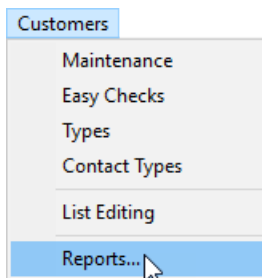 Customers
Maintenance
Easy Checks
Types
Contact Types
List Editing
Reports...